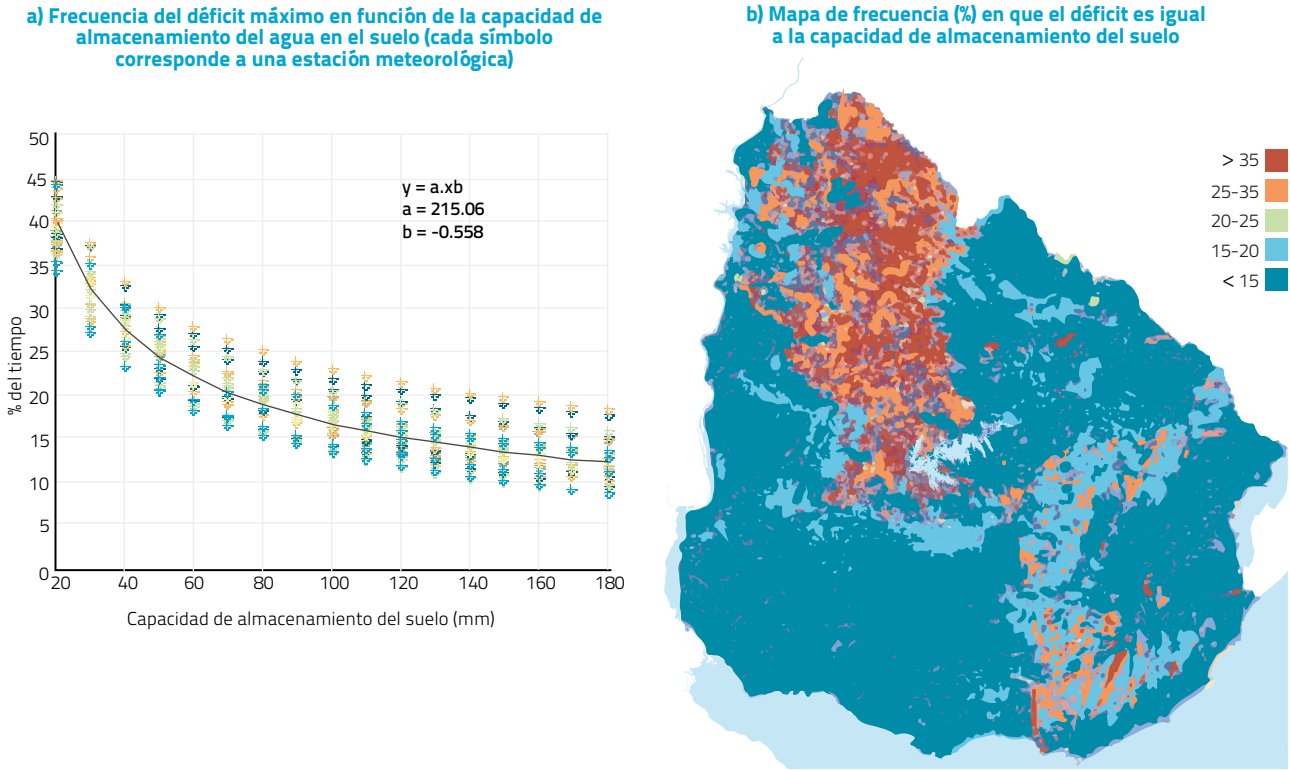 a) Frecuencia del déficit máximo en función de la capacidad de
almacenamiento del agua en el suelo (cada símbolo
corresponde a una estación meteorológica)
b) Mapa de frecuencia (%) en que el déficit es igual
a la capacidad de almacenamiento del suelo
50
45
40
35
30
25
20
15
10
5
0
% del tiempo
y = a.xb
a = 215.06
b = -0.558
20 40 60 80 100 120 140 160 180
Capacidad de almacenamiento del suelo (mm)
> 35
25-35
20-25
15-20
< 15